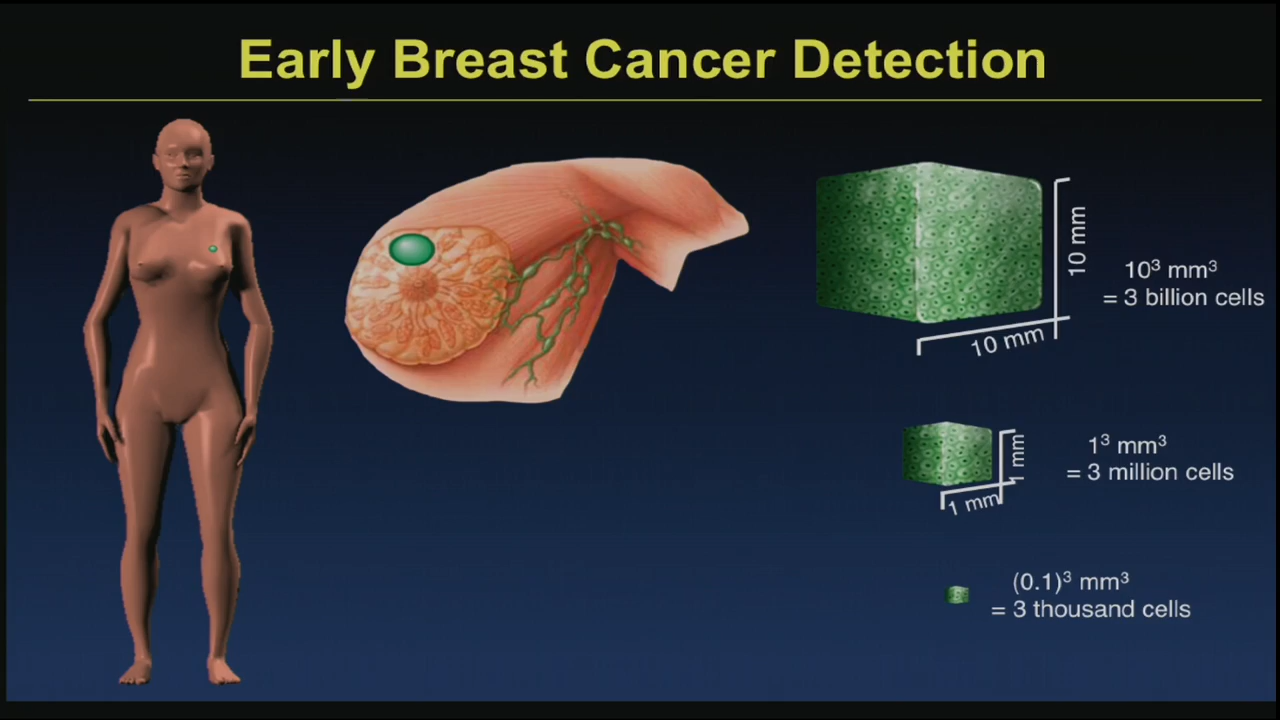 Early Breast Cancer Detection
10 mm
10 mm
10³ mm³
= 3 billion cells
1 mm
1 mm
1³ mm³
= 3 million cells
(0.1)³ mm³
= 3 thousand cells